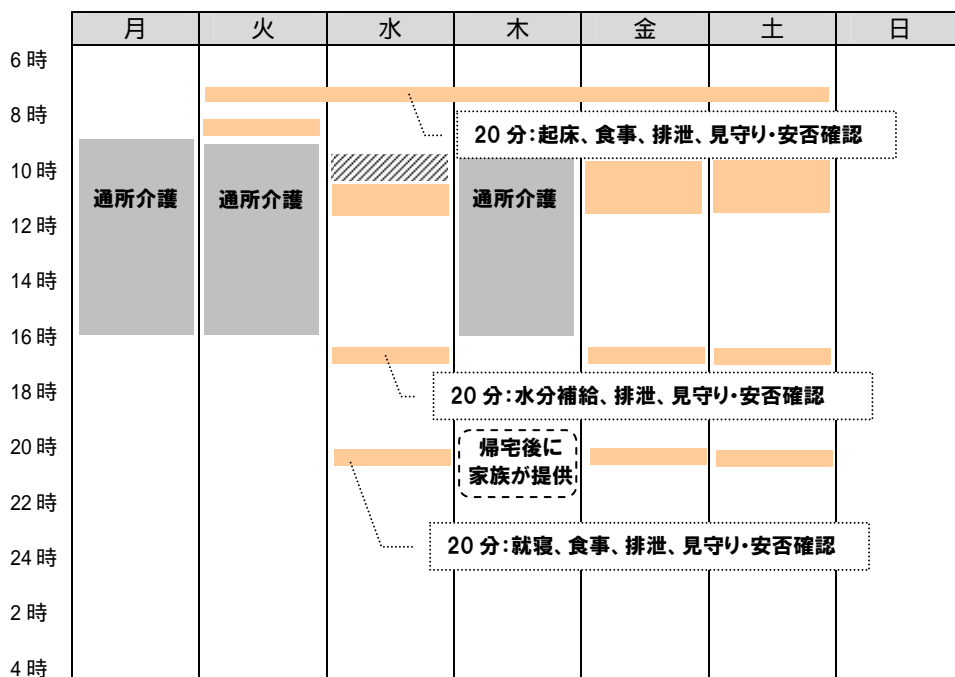 月 火 水 木 金 土 日
6時
8時
20分:起床、食事、排泄、見守り・安否確認
10時
通所介護 通所介護 通所介護
12時
14時
16時
18時
20分:水分補給、排泄、見守り・安否確認
20時
帰宅後に
家族が提供
22時
20分:就寝、食事、排泄、見守り・安否確認
24時
2時
4時